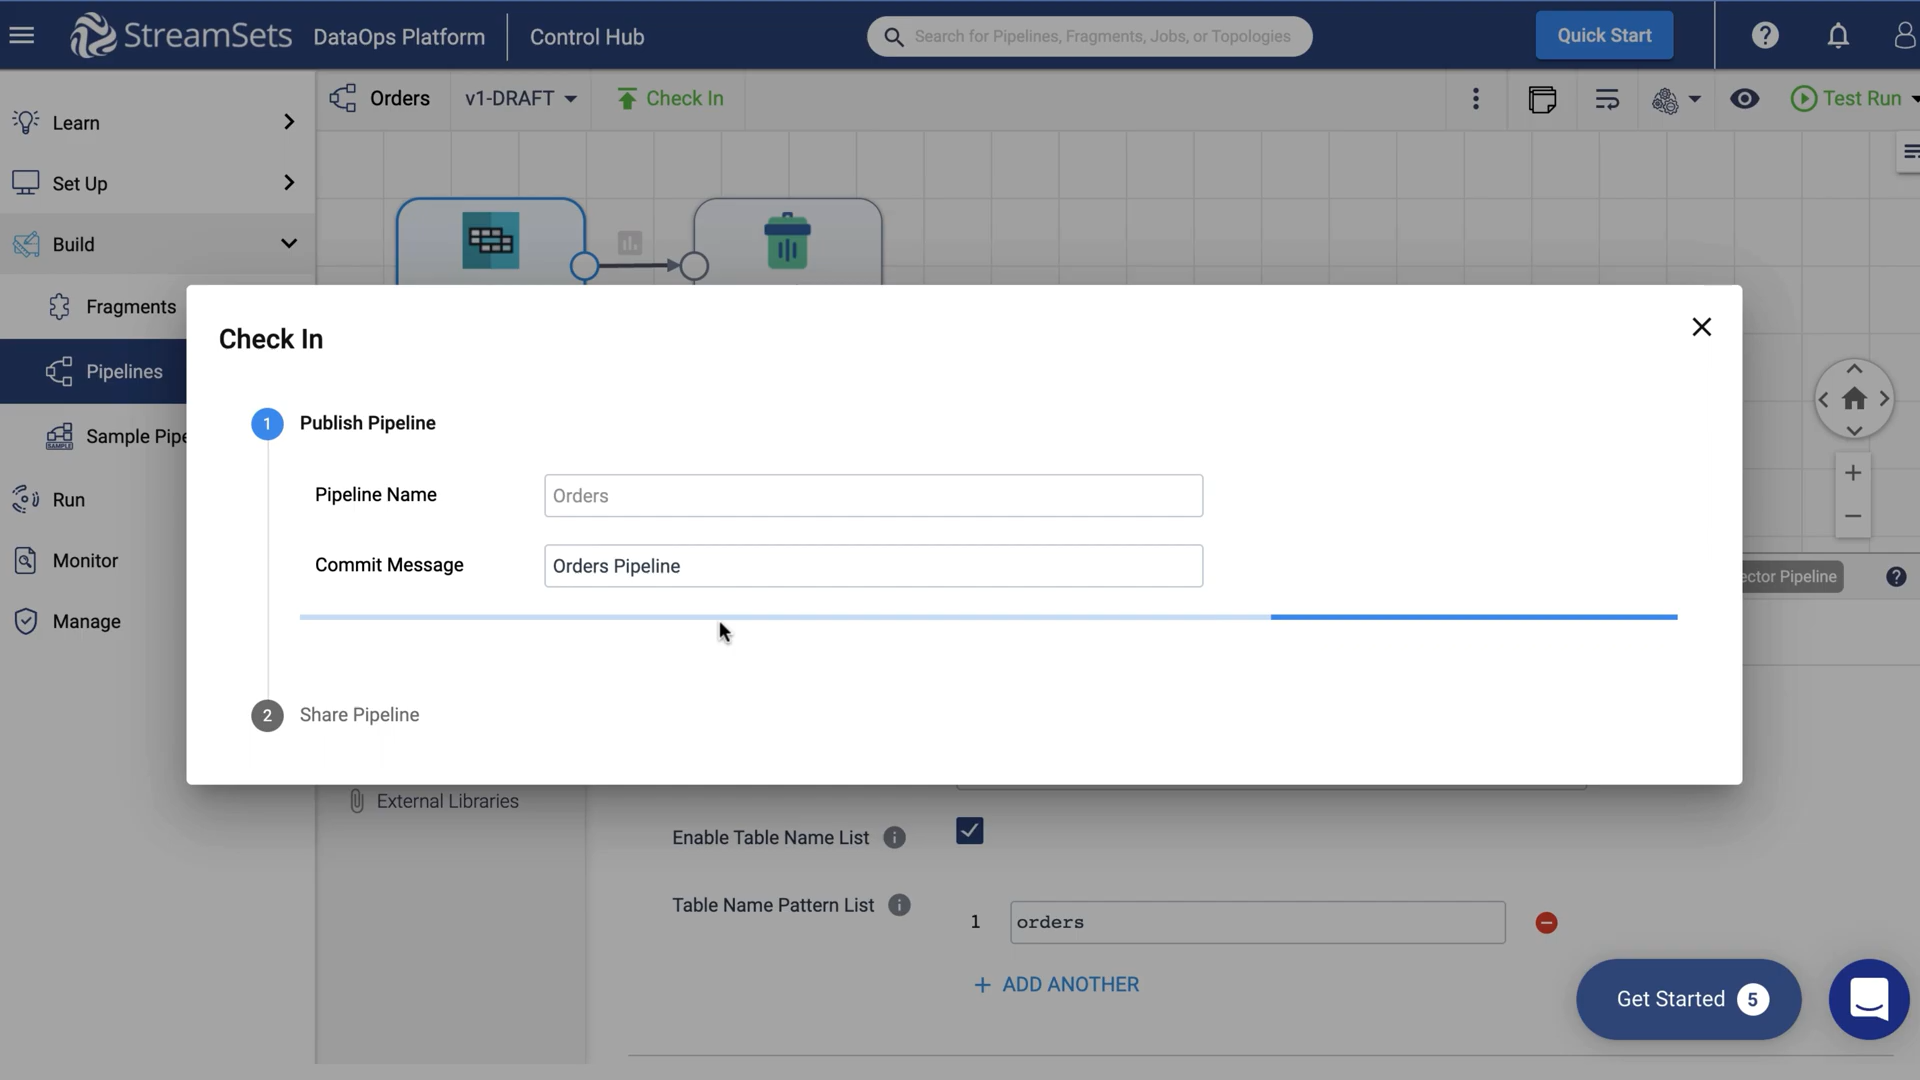 StreamSets DataOps Platform Control Hub
Search for Pipelines, Fragments, Jobs, or Topologies
Quick Start
Learn
Set Up
Build
Fragments
Pipelines
Sample Pipe
Run
Monitor
Manage
Orders v1-DRAFT Check In
Test Run
Check In
1 Publish Pipeline
Pipeline Name Orders
Commit Message Orders Pipeline
2 Share Pipeline
ector Pipeline
External Libraries
Enable Table Name List
Table Name Pattern List
1 orders
+ ADD ANOTHER
Get Started 5